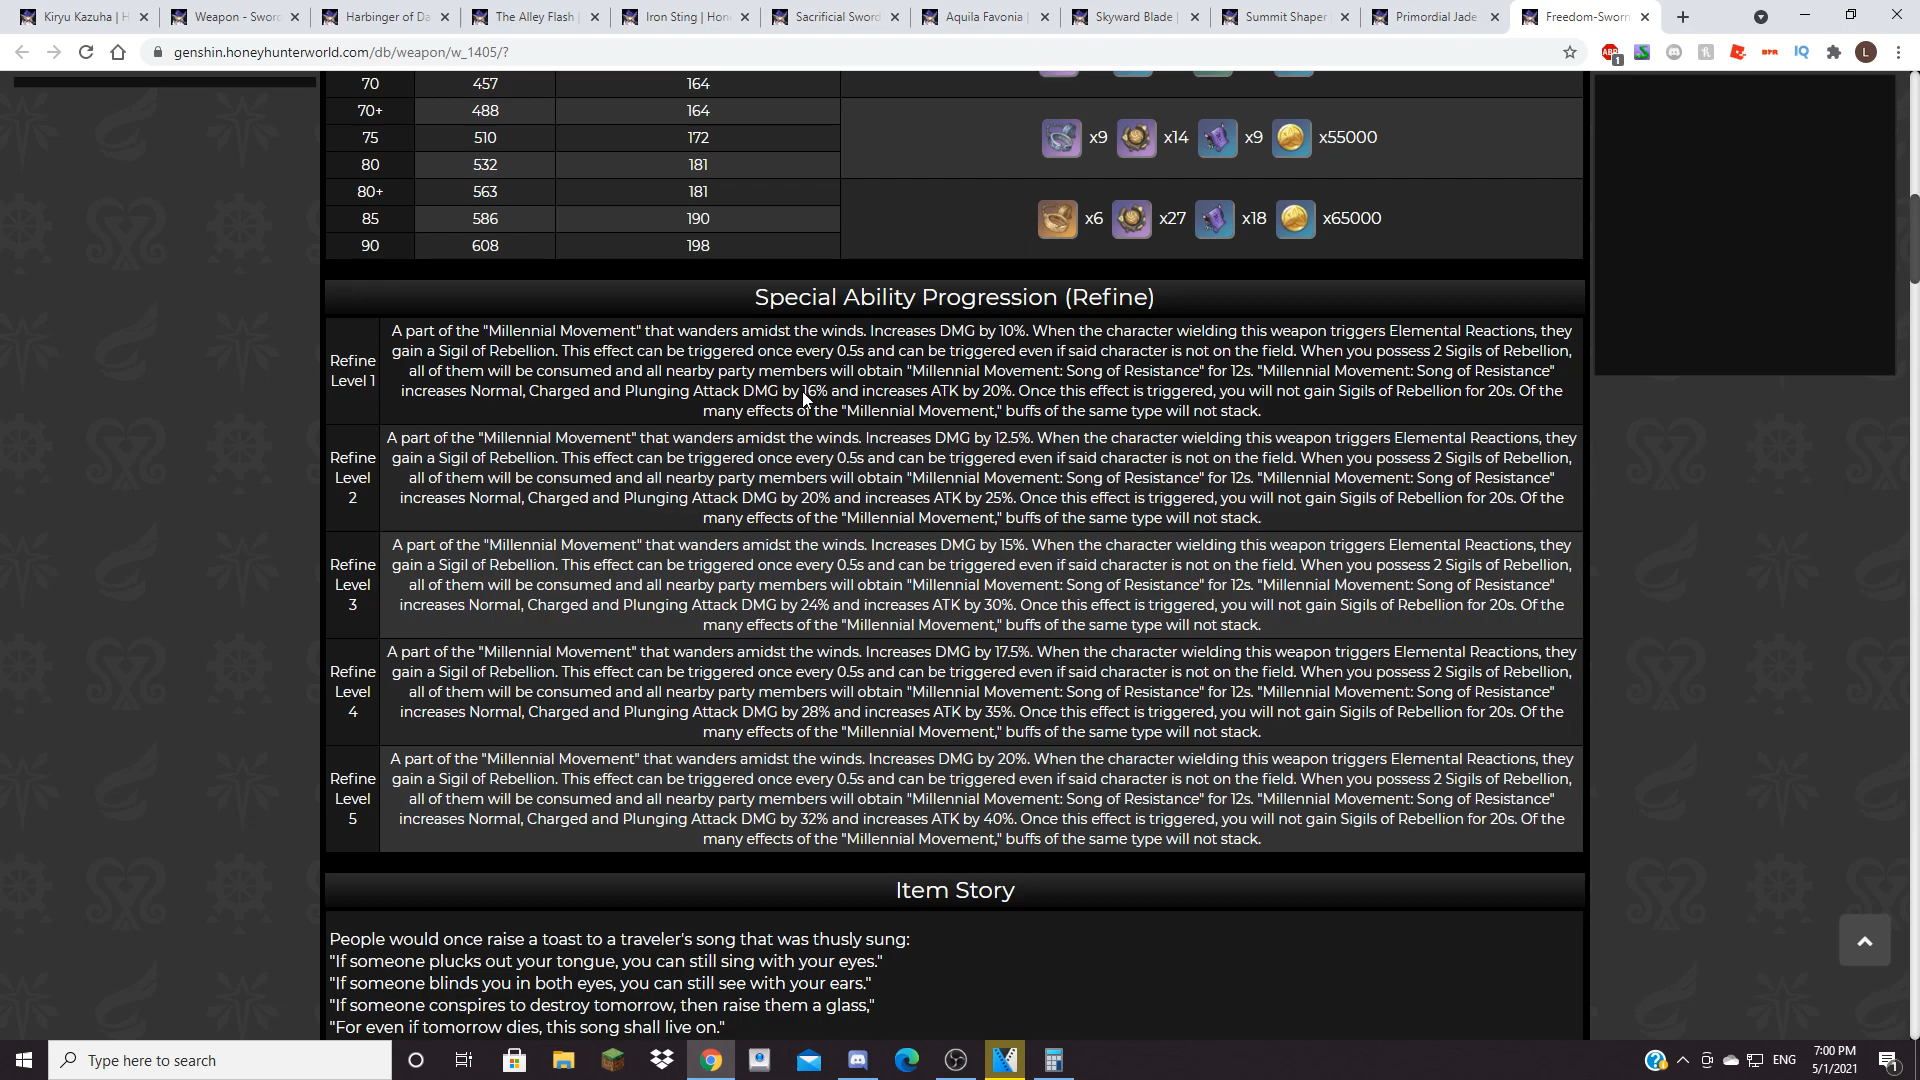 Kiryu Kazuha | H
Weapon - Sword
Harbinger of Da
The Alley Flash |
Iron Sting | Hon
Sacrificial Sword
Aquila Favonia |
Skyward Blade |
Summit Shaper
Primordial Jade
Freedom-Sworn
genshin.honeyhunterworld.com/db/weapon/w_1405/?
ABP
1
BTR
IQ
L
70 457 164
70+ 488 164
75 510 172
x9 x14 x9 x55000
80 532 181
80+ 563 181
85 586 190
x6 x27 x18 x65000
90 608 198
Special Ability Progression (Refine)
Refine
Level 1
A part of the "Millennial Movement" that wanders amidst the winds. Increases DMG by 10%. When the character wielding this weapon triggers Elemental Reactions, they
gain a Sigil of Rebellion. This effect can be triggered once every 0.5s and can be triggered even if said character is not on the field. When you possess 2 Sigils of Rebellion,
all of them will be consumed and all nearby party members will obtain "Millennial Movement: Song of Resistance" for 12s. "Millennial Movement: Song of Resistance"
increases Normal, Charged and Plunging Attack DMG by 16% and increases ATK by 20%. Once this effect is triggered, you will not gain Sigils of Rebellion for 20s. Of the
many effects of the "Millennial Movement," buffs of the same type will not stack.
Refine
Level
2
A part of the "Millennial Movement" that wanders amidst the winds. Increases DMG by 12.5%. When the character wielding this weapon triggers Elemental Reactions, they
gain a Sigil of Rebellion. This effect can be triggered once every 0.5s and can be triggered even if said character is not on the field. When you possess 2 Sigils of Rebellion,
all of them will be consumed and all nearby party members will obtain "Millennial Movement: Song of Resistance" for 12s. "Millennial Movement: Song of Resistance"
increases Normal, Charged and Plunging Attack DMG by 20% and increases ATK by 25%. Once this effect is triggered, you will not gain Sigils of Rebellion for 20s. Of the
many effects of the "Millennial Movement," buffs of the same type will not stack.
Refine
Level
3
A part of the "Millennial Movement" that wanders amidst the winds. Increases DMG by 15%. When the character wielding this weapon triggers Elemental Reactions, they
gain a Sigil of Rebellion. This effect can be triggered once every 0.5s and can be triggered even if said character is not on the field. When you possess 2 Sigils of Rebellion,
all of them will be consumed and all nearby party members will obtain "Millennial Movement: Song of Resistance" for 12s. "Millennial Movement: Song of Resistance"
increases Normal, Charged and Plunging Attack DMG by 24% and increases ATK by 30%. Once this effect is triggered, you will not gain Sigils of Rebellion for 20s. Of the
many effects of the "Millennial Movement," buffs of the same type will not stack.
Refine
Level
4
A part of the "Millennial Movement" that wanders amidst the winds. Increases DMG by 17.5%. When the character wielding this weapon triggers Elemental Reactions, they
gain a Sigil of Rebellion. This effect can be triggered once every 0.5s and can be triggered even if said character is not on the field. When you possess 2 Sigils of Rebellion,
all of them will be consumed and all nearby party members will obtain "Millennial Movement: Song of Resistance" for 12s. "Millennial Movement: Song of Resistance"
increases Normal, Charged and Plunging Attack DMG by 28% and increases ATK by 35%. Once this effect is triggered, you will not gain Sigils of Rebellion for 20s. Of the
many effects of the "Millennial Movement," buffs of the same type will not stack.
Refine
Level
5
A part of the "Millennial Movement" that wanders amidst the winds. Increases DMG by 20%. When the character wielding this weapon triggers Elemental Reactions, they
gain a Sigil of Rebellion. This effect can be triggered once every 0.5s and can be triggered even if said character is not on the field. When you possess 2 Sigils of Rebellion,
all of them will be consumed and all nearby party members will obtain "Millennial Movement: Song of Resistance" for 12s. "Millennial Movement: Song of Resistance"
increases Normal, Charged and Plunging Attack DMG by 32% and increases ATK by 40%. Once this effect is triggered, you will not gain Sigils of Rebellion for 20s. Of the
many effects of the "Millennial Movement," buffs of the same type will not stack.
Item Story
People would once raise a toast to a traveler's song that was thusly sung:
"If someone plucks out your tongue, you can still sing with your eyes."
"If someone blinds you in both eyes, you can still see with your ears."
"If someone conspires to destroy tomorrow, then raise them a glass,"
"For even if tomorrow dies, this song shall live on."
Type here to search
ENG
7:00 PM
5/1/2021
1